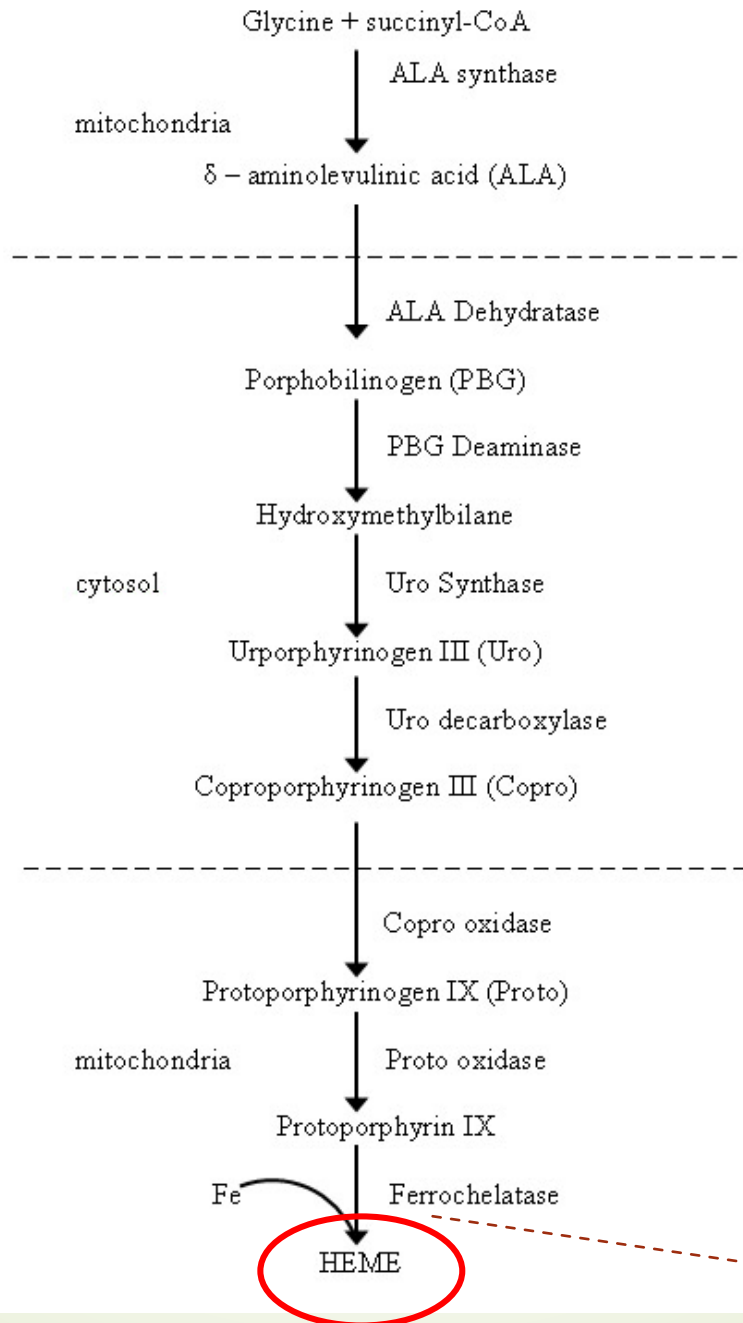 Glycine + succinyl-CoA
ALA synthase
mitochondria
δ – aminolevulinic acid (ALA)
ALA Dehydratase
Porphobilinogen (PBG)
PBG Deaminase
Hydroxymethylbilane
cytosol
Uro Synthase
Urporphyrinogen III (Uro)
Uro decarboxylase
Coproporphyrinogen III (Copro)
Copro oxidase
Protoporphyrinogen IX (Proto)
mitochondria
Proto oxidase
Protoporphyrin IX
Fe
Ferrochelatase
HEME